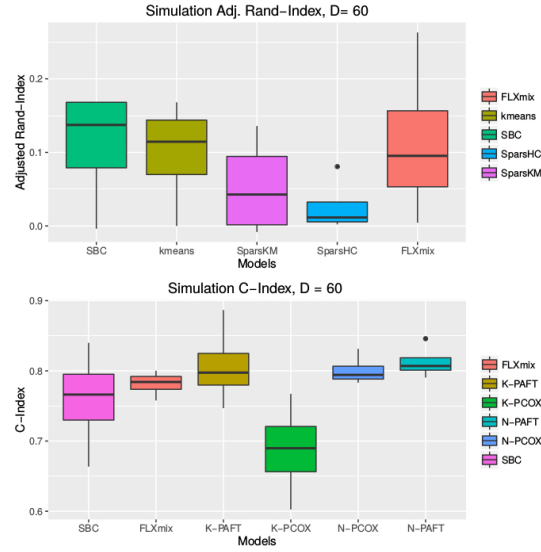 Simulation Adj. Rand−Index, D= 60
Adjusted Rand−Index
0.2
0.1
0.0
SBC
kmeans
SparsKM
SparsHC
FLXmix
Models
FLXmix
kmeans
SBC
SparsHC
SparsKM
Simulation C−Index, D = 60
C−Index
0.9
0.8
0.7
0.6
SBC
FLXmix
K−PAFT
K−PCOX
N−PCOX
N−PAFT
Models
FLXmix
K−PAFT
K−PCOX
N−PAFT
N−PCOX
SBC